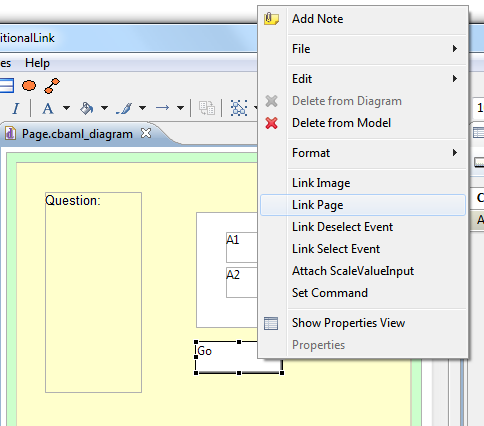 itionalLink
es Help
I A
Page.cbaml_diagram
Question:
A1
A2
Go
Add Note
File
Edit
Delete from Diagram
Delete from Model
Format
Link Image
Link Page
Link Deselect Event
Link Select Event
Attach ScaleValueInput
Set Command
Show Properties View
Properties
1
C
A